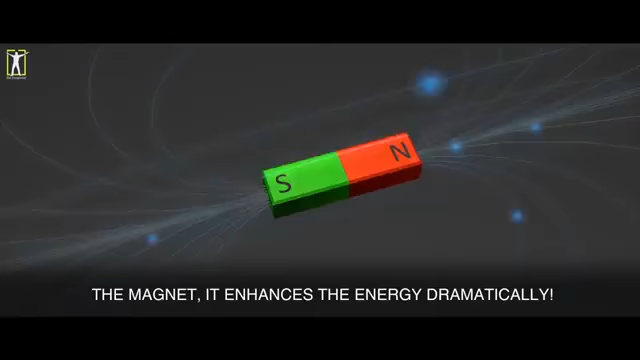 S N
THE MAGNET, IT ENHANCES THE ENERGY DRAMATICALLY!